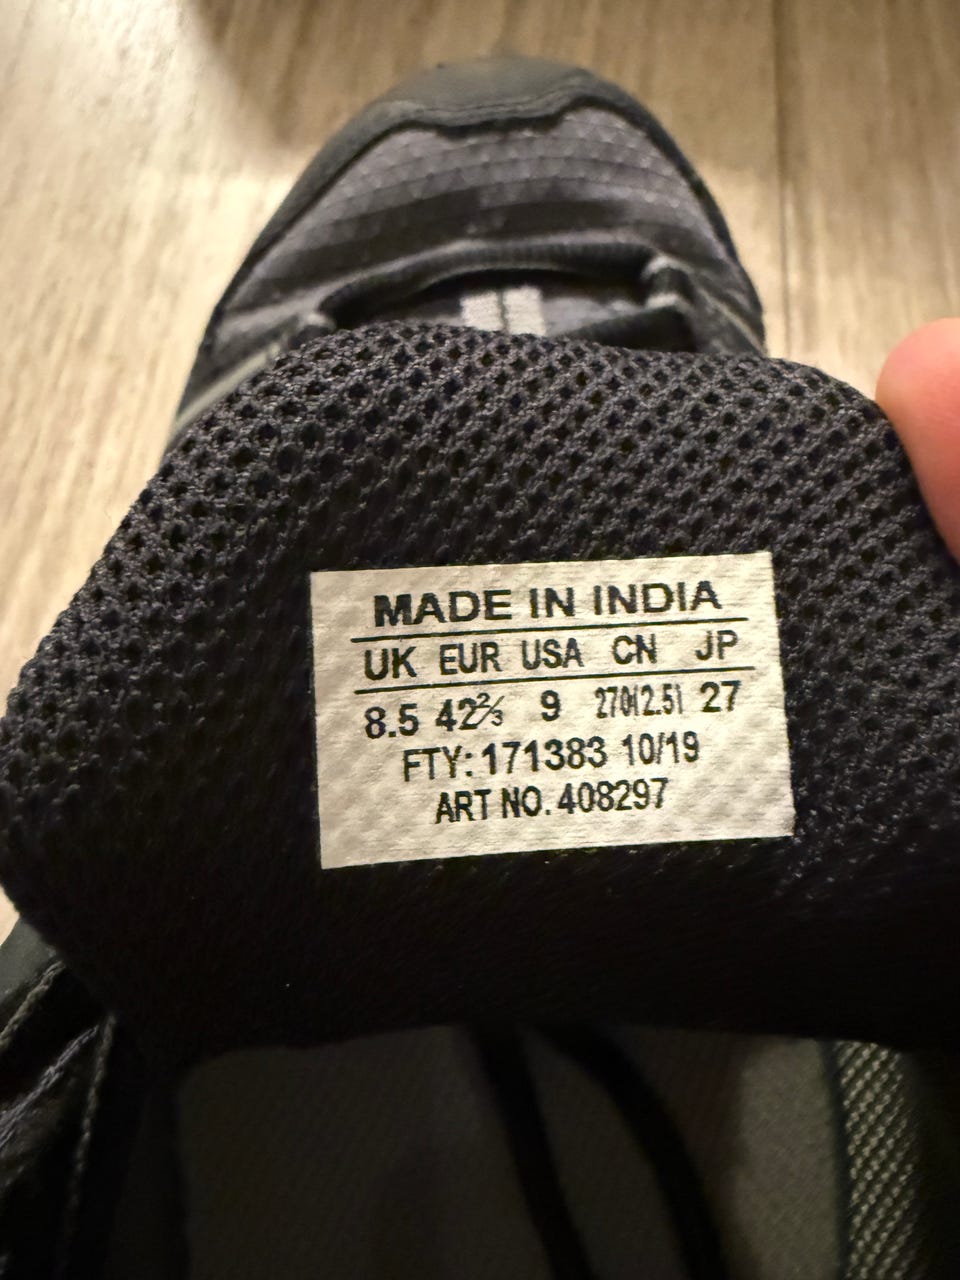 MADE IN INDIA
UK EUR USA CN JP
8.5 42⅔ 9 270(2.5) 27
FTY: 171383 10/19
ART NO. 408297